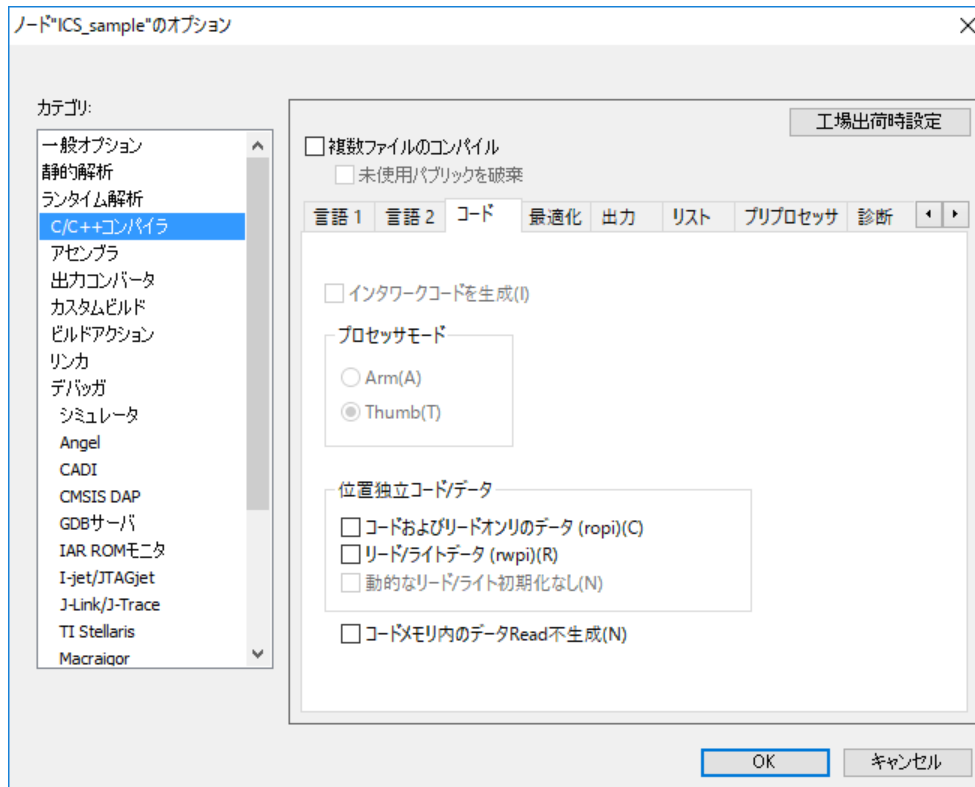 ノード"ICS_sample"のオプション
カテゴリ:
一般オプション
静的解析
ランタイム解析
C/C++コンパイラ
アセンブラ
出力コンバータ
カスタムビルド
ビルドアクション
リンカ
デバッガ
シミュレータ
Angel
CADI
CMSIS DAP
GDBサーバ
IAR ROMモニタ
I-jet/JTAGjet
J-Link/J-Trace
TI Stellaris
Macraigor
工場出荷時設定
複数ファイルのコンパイル
未使用パブリックを破棄
言語 1 言語 2 コード 最適化 出力 リスト プリプロセッサ 診断
インタワークコードを生成(I)
プロセッサモード
Arm(A)
Thumb(T)
位置独立コード/データ
コードおよびリードオンリのデータ (ropi)(C)
リード/ライトデータ (rwpi)(R)
動的なリード/ライト初期化なし(N)
コードメモリ内のデータRead不生成(N)
OK キャンセル